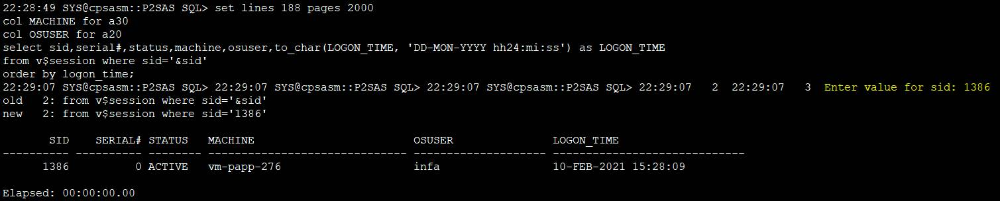 22:28:49 SYS@cpsasm::P2SAS SQL> set lines 188 pages 2000
col MACHINE for a30
col OSUSER for a20
select sid,serial#,status,machine,osuser,to_char(LOGON_TIME, 'DD-MON-YYYY hh24:mi:ss') as LOGON_TIME
from v$session where sid='&sid'
order by logon_time;
22:29:07 SYS@cpsasm::P2SAS SQL> 22:29:07 SYS@cpsasm::P2SAS SQL> 22:29:07 SYS@cpsasm::P2SAS SQL> 22:29:07   2  22:29:07   3  Enter value for sid: 1386
old   2: from v$session where sid='&sid'
new   2: from v$session where sid='1386'
       SID    SERIAL# STATUS   MACHINE                        OSUSER               LOGON_TIME
---------- ---------- -------- ------------------------------ -------------------- -----------------------------
      1386          0 ACTIVE   vm-papp-276                    infa                 10-FEB-2021 15:28:09
Elapsed: 00:00:00.00